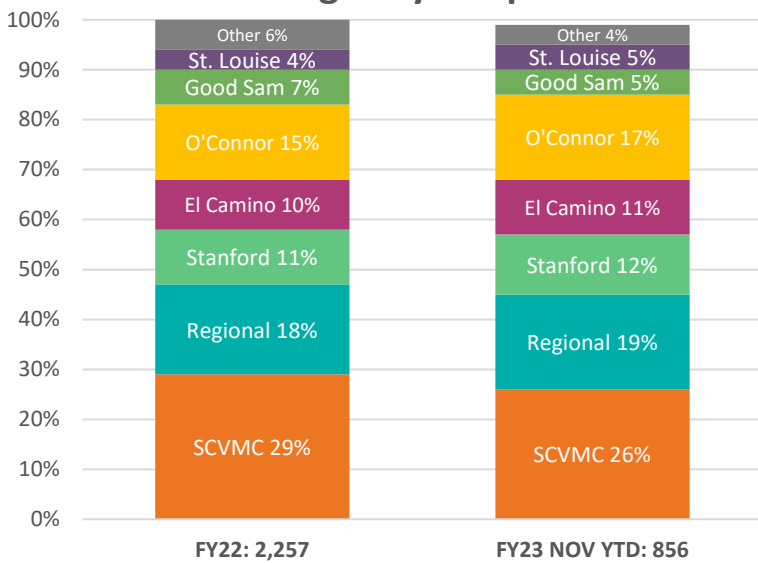 100%
90%
80%
70%
60%
50%
40%
30%
20%
10%
0%
Other 6%
St. Louise 4%
Good Sam 7%
O'Connor 15%
El Camino 10%
Stanford 11%
Regional 18%
SCVMC 29%
Other 4%
St. Louise 5%
Good Sam 5%
O'Connor 17%
El Camino 11%
Stanford 12%
Regional 19%
SCVMC 26%
FY22: 2,257
FY23 NOV YTD: 856